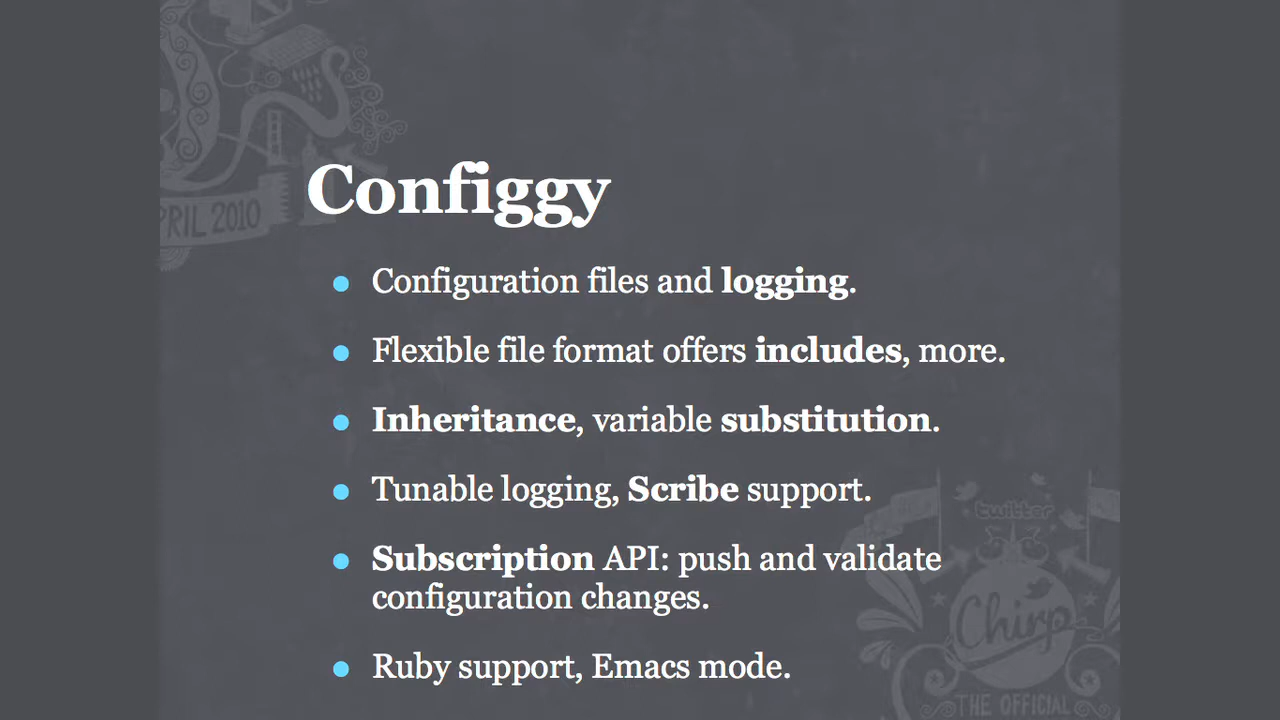 PRIL 2010
Configgy
Configuration files and logging.
Flexible file format offers includes, more.
Inheritance, variable substitution.
Tunable logging, Scribe support.
Subscription API: push and validate
configuration changes.
Ruby support, Emacs mode.
twitter
Chirp
THE OFFICIAL